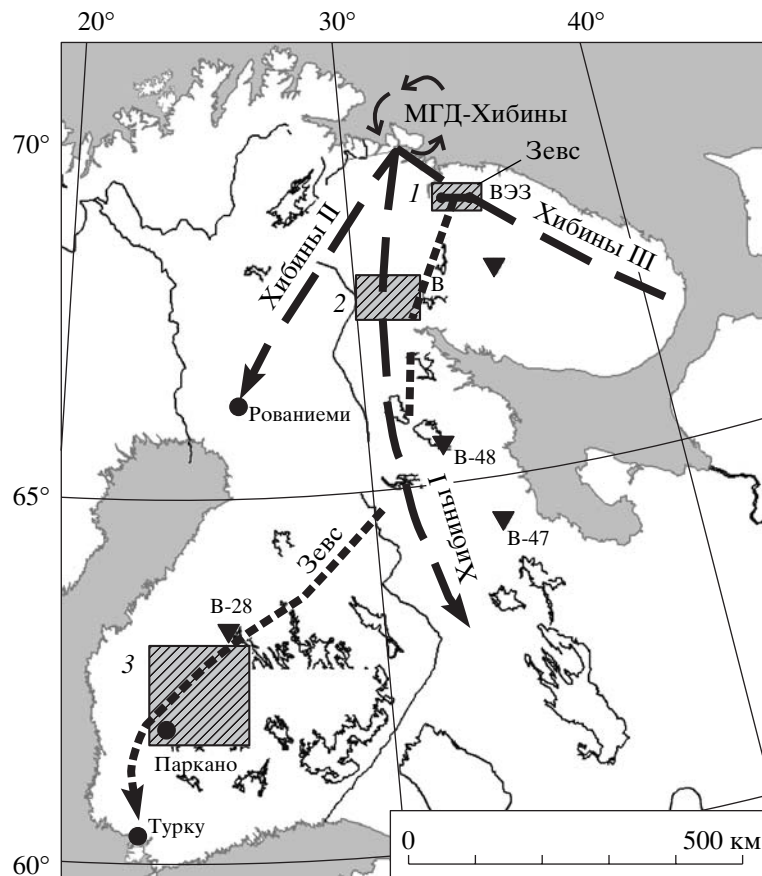 20°
30°
40°
70°
МГД-Хибины
Зевс
1
ВЭЗ
Хибины II
Хибины III
В
2
Рованиеми
В-48
65°
Хибины I
В-47
Зевс
В-28
3
Паркано
Турку
0
500 км
60°